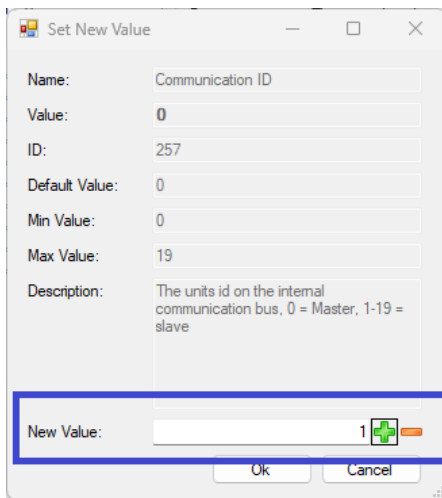 Set New Value
Name: Communication ID
Value: 0
ID: 257
Default Value: 0
Min Value: 0
Max Value: 19
Description: The units id on the internal
communication bus, 0 = Master, 1-19 =
slave
New Value: 1
Ok Cancel